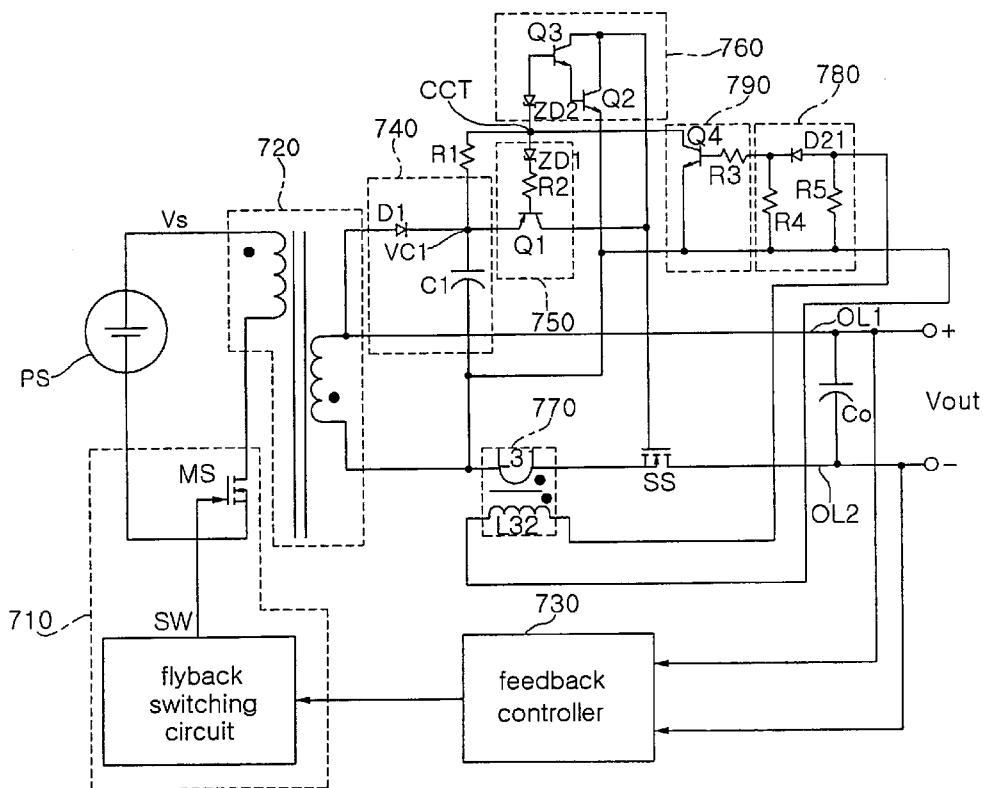 Q3
760
790
780
CCT
ZD2
Q2
Q4
740
D21
720
R1
ZD1
R3
R2
R4
R5
D1
Vs
VC1
Q1
C1
750
OL1
+
PS
770
Co
Vout
3
MS
SS
−
L32
OL2
730
710
SW
flyback
switching
circuit
feedback
controller